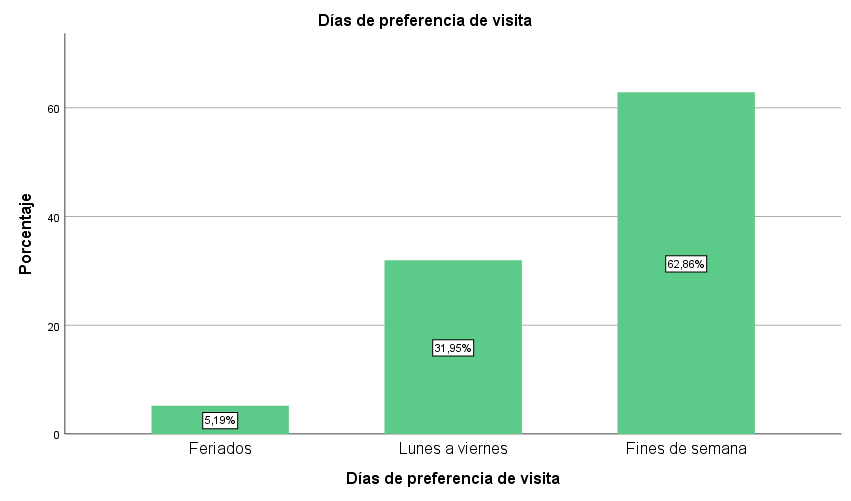 Días de preferencia de visita
Porcentaje
60
40
20
0
62,86%
31,95%
5,19%
Feriados
Lunes a viernes
Fines de semana
Días de preferencia de visita